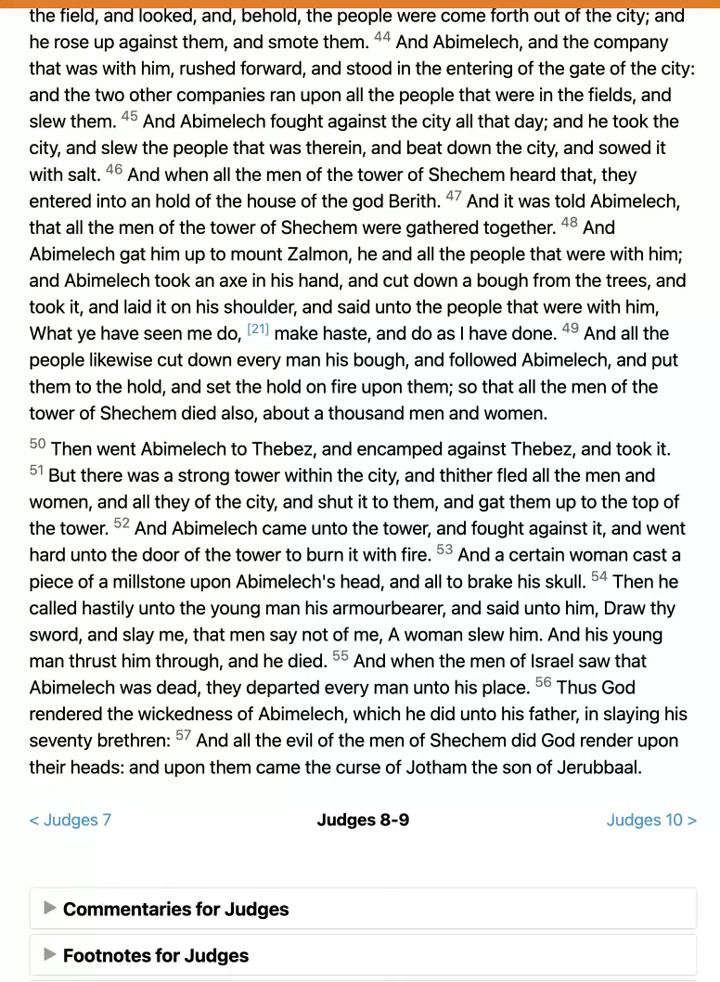 the field, and looked, and, behold, the people were come forth out of the city; and
he rose up against them, and smote them. 44 And Abimelech, and the company
that was with him, rushed forward, and stood in the entering of the gate of the city:
and the two other companies ran upon all the people that were in the fields, and
slew them. 45 And Abimelech fought against the city all that day; and he took the
city, and slew the people that was therein, and beat down the city, and sowed it
with salt. 46 And when all the men of the tower of Shechem heard that, they
entered into an hold of the house of the god Berith. 47 And it was told Abimelech,
that all the men of the tower of Shechem were gathered together. 48 And
Abimelech gat him up to mount Zalmon, he and all the people that were with him;
and Abimelech took an axe in his hand, and cut down a bough from the trees, and
took it, and laid it on his shoulder, and said unto the people that were with him,
What ye have seen me do, [21] make haste, and do as I have done. 49 And all the
people likewise cut down every man his bough, and followed Abimelech, and put
them to the hold, and set the hold on fire upon them; so that all the men of the
tower of Shechem died also, about a thousand men and women.
50 Then went Abimelech to Thebez, and encamped against Thebez, and took it.
51 But there was a strong tower within the city, and thither fled all the men and
women, and all they of the city, and shut it to them, and gat them up to the top of
the tower. 52 And Abimelech came unto the tower, and fought against it, and went
hard unto the door of the tower to burn it with fire. 53 And a certain woman cast a
piece of a millstone upon Abimelech's head, and all to brake his skull. 54 Then he
called hastily unto the young man his armourbearer, and said unto him, Draw thy
sword, and slay me, that men say not of me, A woman slew him. And his young
man thrust him through, and he died. 55 And when the men of Israel saw that
Abimelech was dead, they departed every man unto his place. 56 Thus God
rendered the wickedness of Abimelech, which he did unto his father, in slaying his
seventy brethren: 57 And all the evil of the men of Shechem did God render upon
their heads: and upon them came the curse of Jotham the son of Jerubbaal.
< Judges 7 Judges 8-9 Judges 10 >
Commentaries for Judges
Footnotes for Judges